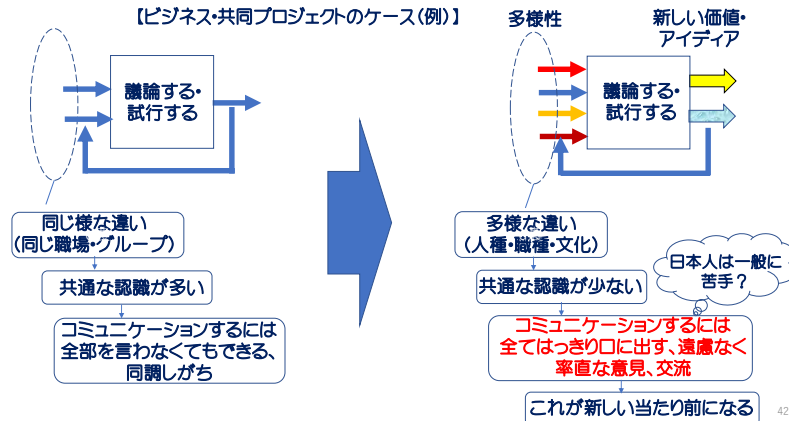 【ビジネス・共同プロジェクトのケース（例）】
多様性
新しい価値・
アイディア
議論する・
試行する
議論する・
試行する
同じ様な違い
（同じ職場・グループ）
共通な認識が多い
コミュニケーションするには
全部を言わなくてもできる、
同調しがち
多様な違い
（人種・職種・文化）
共通な認識が少ない
日本人は一般に
苦手？
コミュニケーションするには
全てはっきり口に出す、遠慮なく
率直な意見、交流
これが新しい当たり前になる
42